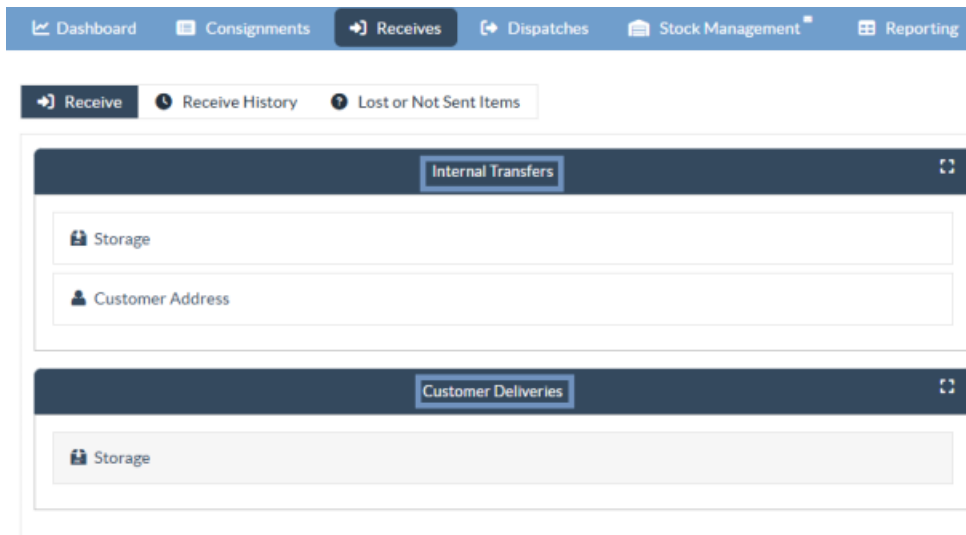 Dashboard Consignments Receives Dispatches Stock Management Reporting
Receive Receive History Lost or Not Sent Items
Internal Transfers
Storage
Customer Address
Customer Deliveries
Storage